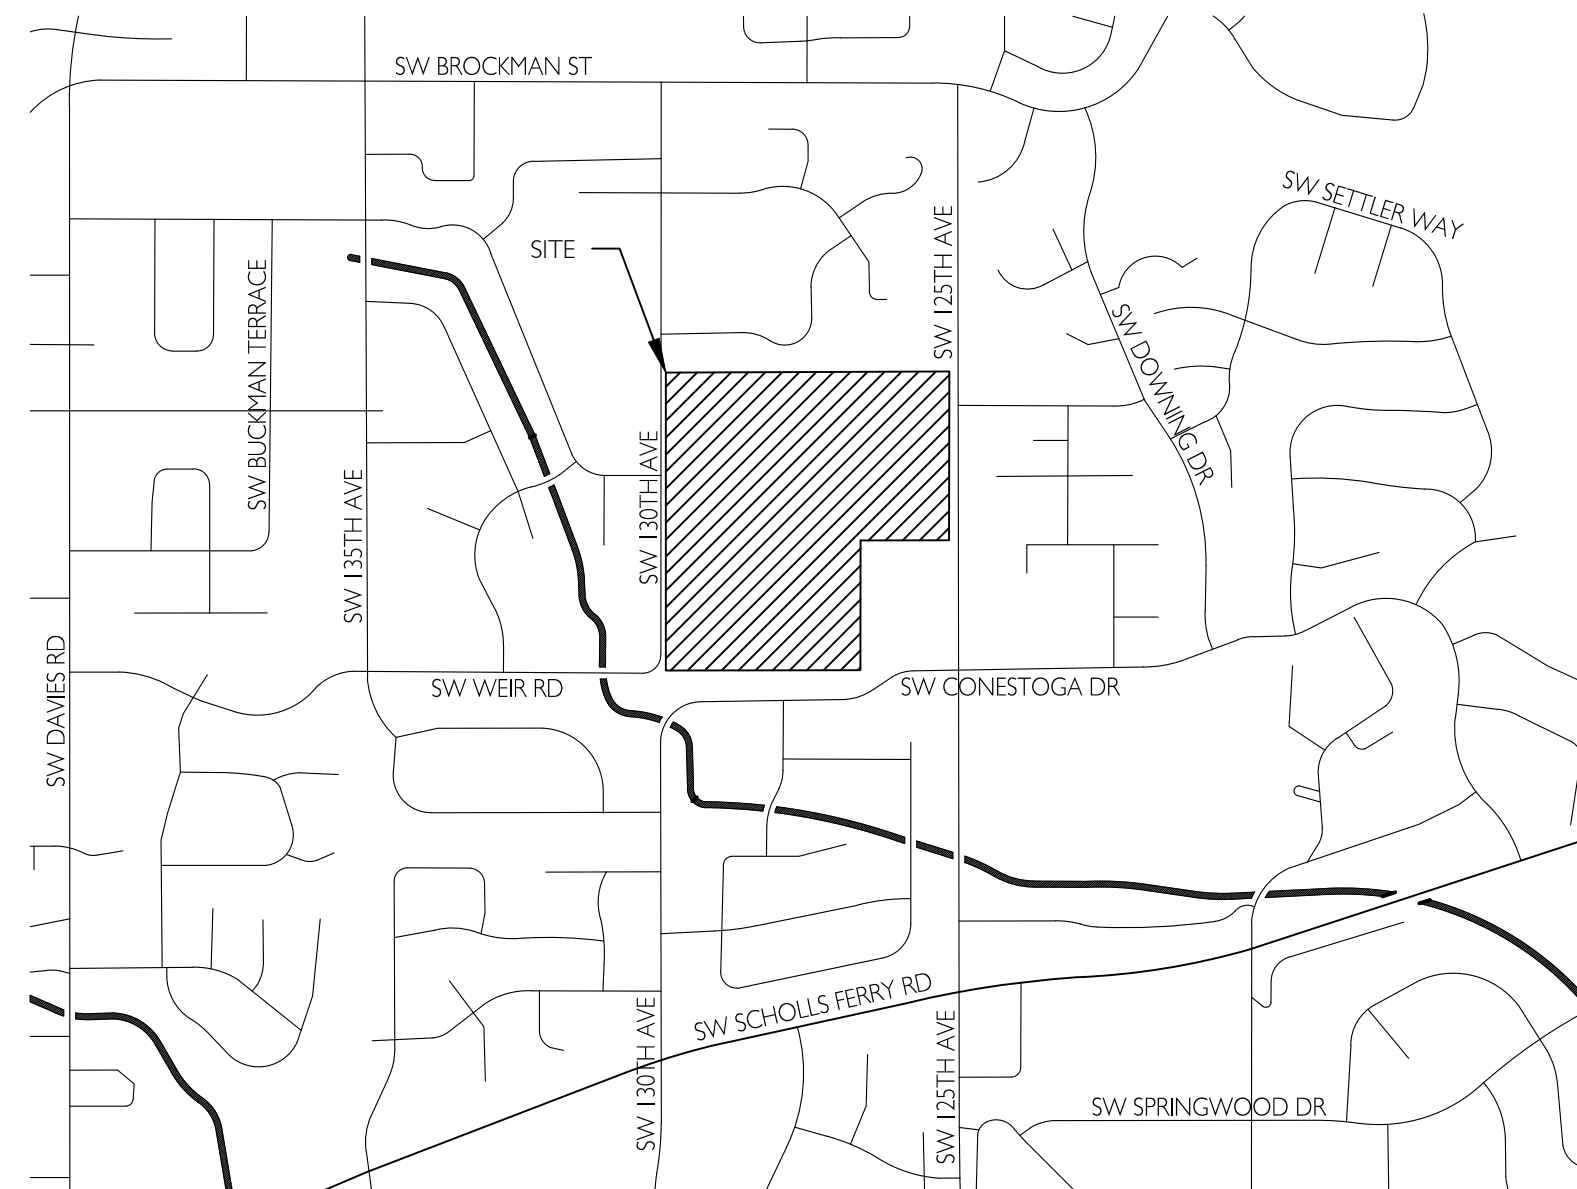 SW BROCKMAN ST
SW SETTLER WAY
SITE
SW 125TH AVE
SW BUCKMAN TERRACE
SW DOWNING DR
SW 135TH AVE
SW 130TH AVE
SW DAVIES RD
SW WEIR RD
SW CONESTOGA DR
SW SCHOLLS FERRY RD
SW 130TH AVE
SW 125TH AVE
SW SPRINGWOOD DR